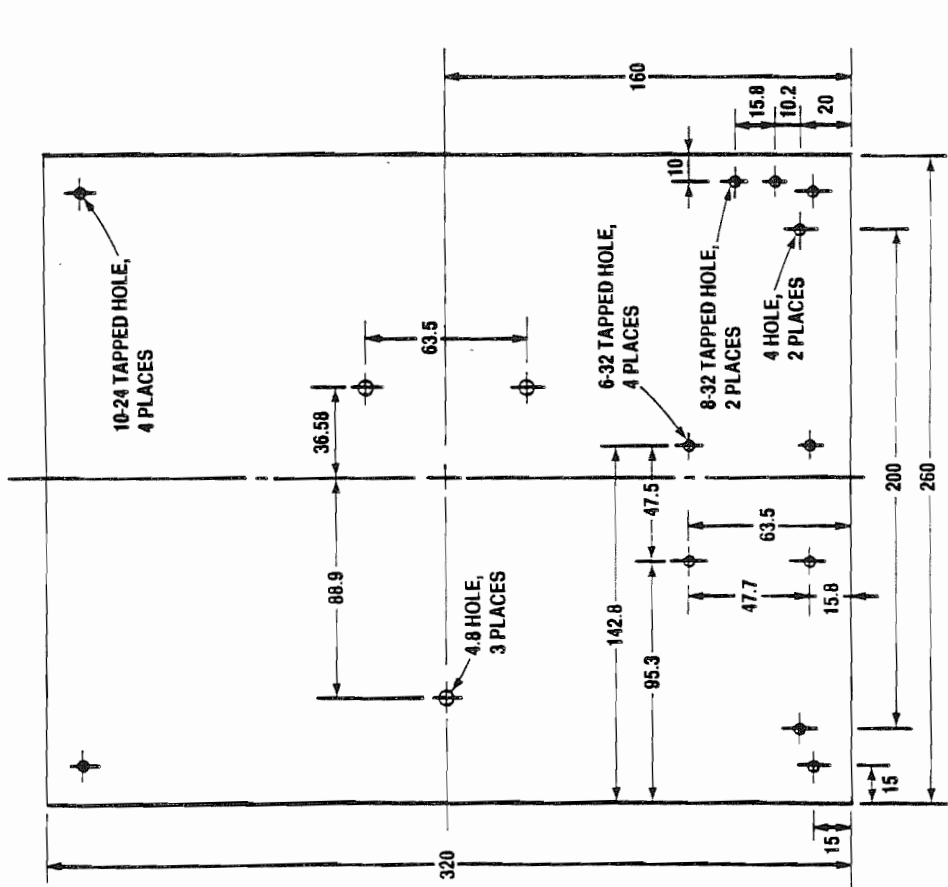 160
15.8
10.2
20
10
10-24 TAPPED HOLE,
4 PLACES
63.5
36.58
6-32 TAPPED HOLE,
4 PLACES
8-32 TAPPED HOLE,
2 PLACES
4 HOLE,
2 PLACES
88.9
4.8 HOLE,
3 PLACES
47.5
142.8
95.3
63.5
47.7
15.8
200
260
15
15
320